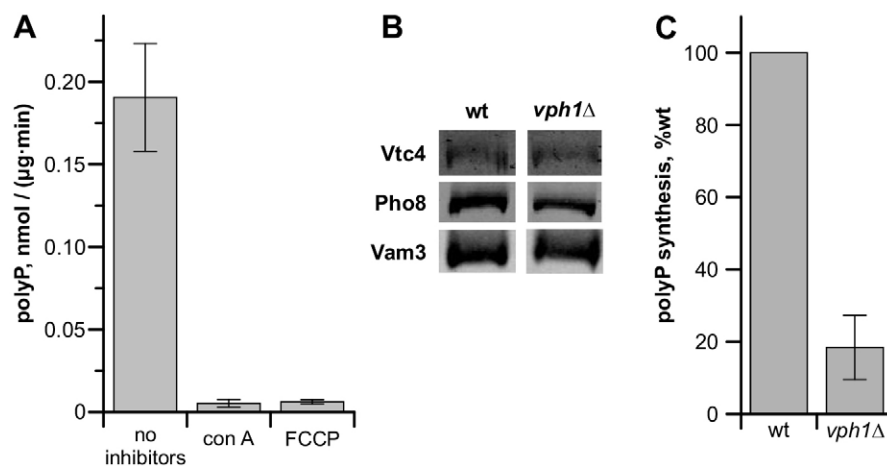 A
polyP, nmol / (µg·min)
0.20
0.15
0.10
0.05
0
no inhibitors
con A
FCCP
B
wt
vph1Δ
Vtc4
Pho8
Vam3
C
polyP synthesis, %wt
100
80
60
40
20
0
wt
vph1Δ